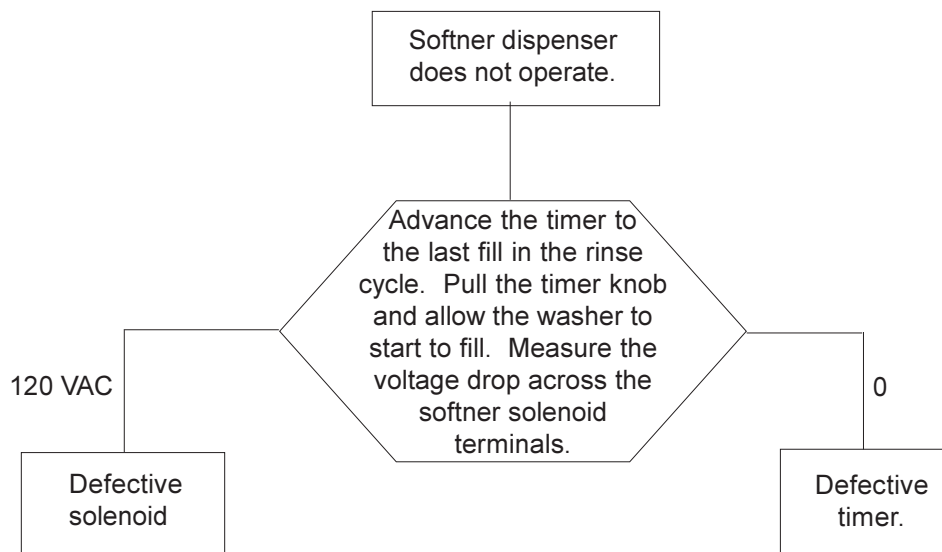 Softner dispenser
does not operate.
Advance the timer to
the last fill in the rinse
cycle.  Pull the timer knob
and allow the washer to
start to fill.  Measure the
voltage drop across the
softner solenoid
terminals.
120 VAC
0
Defective
solenoid
Defective
timer.